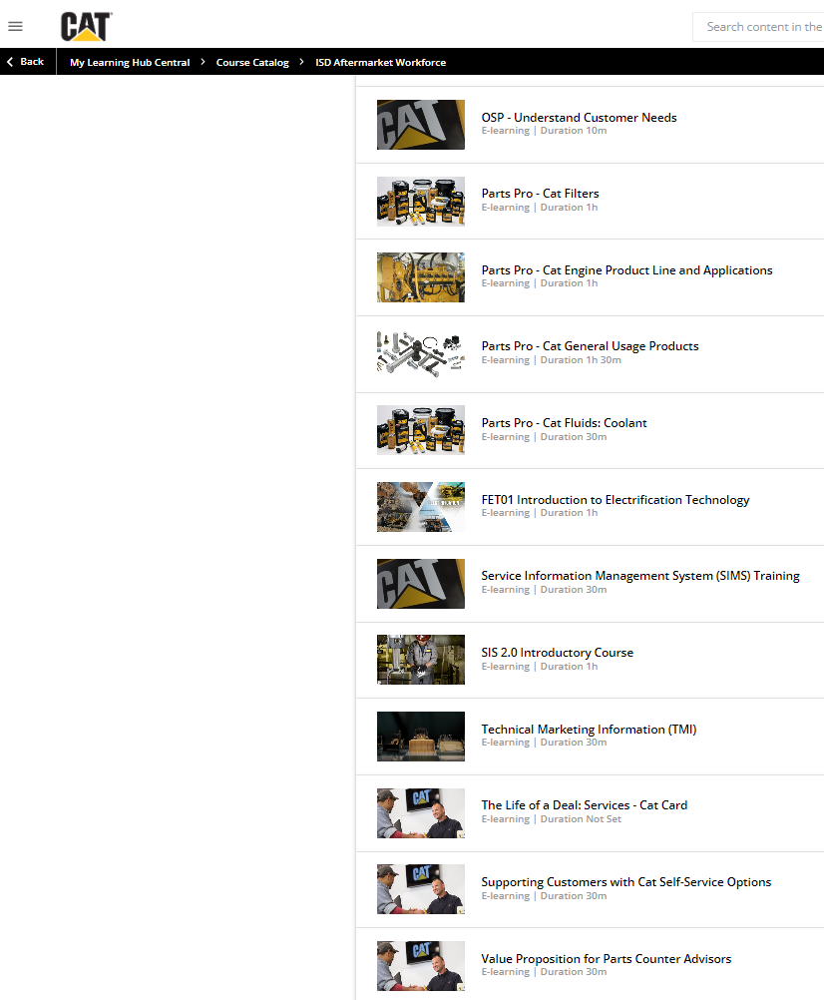 CAT
Search content in the
Back
My Learning Hub Central > Course Catalog > ISD Aftermarket Workforce
CAT
OSP - Understand Customer Needs
E-learning | Duration 10m
Parts Pro - Cat Filters
E-learning | Duration 1h
Parts Pro - Cat Engine Product Line and Applications
E-learning | Duration 1h
Parts Pro - Cat General Usage Products
E-learning | Duration 1h 30m
Parts Pro - Cat Fluids: Coolant
E-learning | Duration 30m
FET01 Introduction to Electrification Technology
E-learning | Duration 1h
CAT
Service Information Management System (SIMS) Training
E-learning | Duration 30m
SIS 2.0 Introductory Course
E-learning | Duration 1h
Technical Marketing Information (TMI)
E-learning | Duration 30m
CAT
The Life of a Deal: Services - Cat Card
E-learning | Duration Not Set
CAT
Supporting Customers with Cat Self-Service Options
E-learning | Duration 30m
CAT
Value Proposition for Parts Counter Advisors
E-learning | Duration 30m